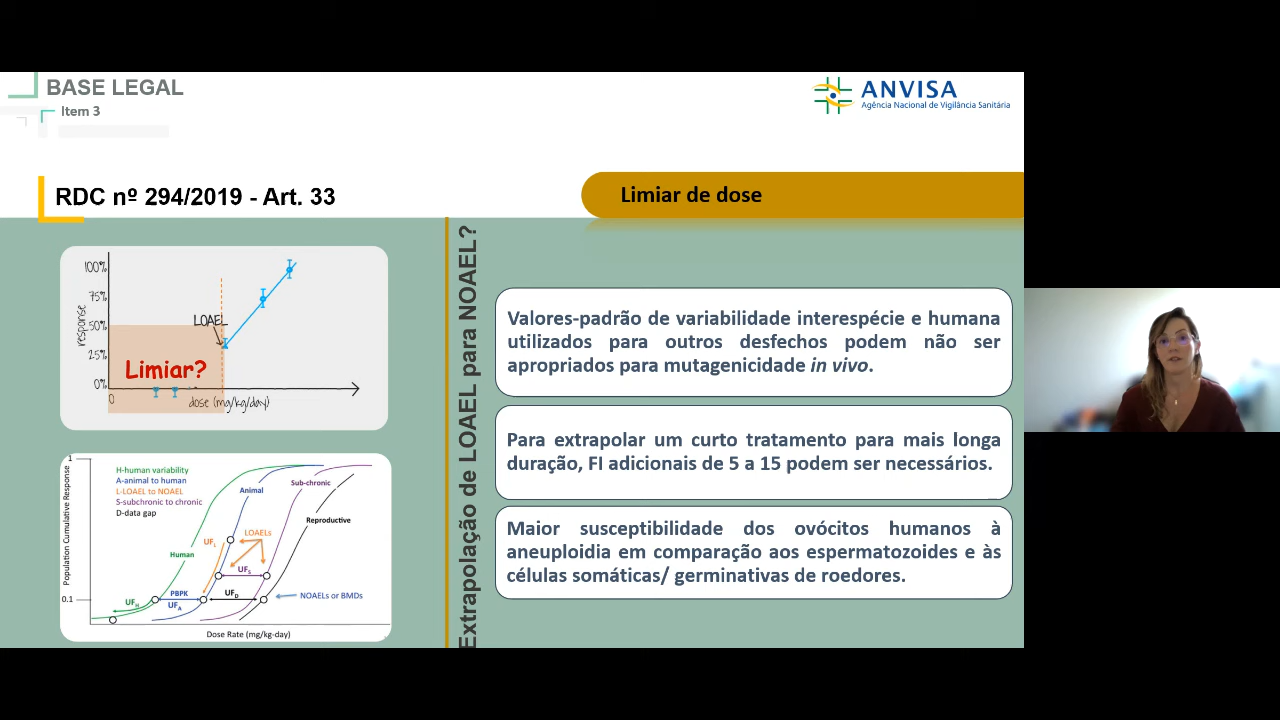 BASE LEGAL
Item 3
ANVISA
Agência Nacional de Vigilância Sanitária
RDC nº 294/2019 - Art. 33
Limiar de dose
100%
75%
50%
25%
0%
response
LOAEL
Limiar?
0
dose (mg/kg/day)
Extrapolação de LOAEL para NOAEL?
Valores-padrão de variabilidade interespécie e humana
utilizados para outros desfechos podem não ser
apropriados para mutagenicidade in vivo.
Para extrapolar um curto tratamento para mais longa
duração, FI adicionais de 5 a 15 podem ser necessários.
Maior susceptibilidade dos ovócitos humanos à
aneuploidia em comparação aos espermatozoides e às
células somáticas/ germinativas de roedores.
1
Population Cumulative Response
0.1
H-human variability
A-animal to human
L-LOAEL to NOAEL
S-subchronic to chronic
D-data gap
Animal
Sub-chronic
Reproductive
Human
LOAELs
UFL
UFS
PBPK
UFH
UFA
UFD
NOAELs or BMDs
Dose Rate (mg/kg-day)